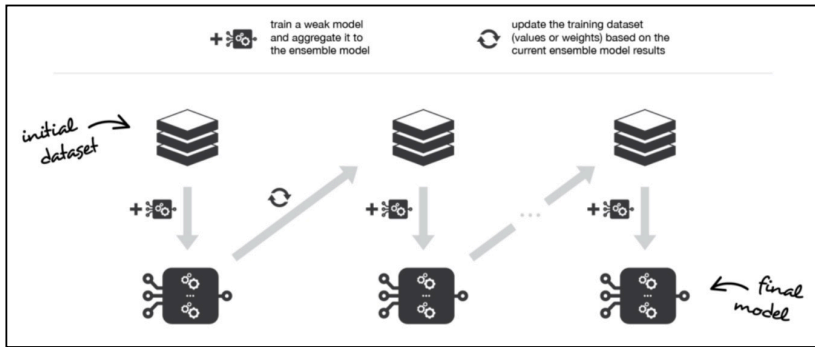 train a weak model
and aggregate it to
the ensemble model
update the training dataset
(values or weights) based on the
current ensemble model results
initial
dataset
...
final
model